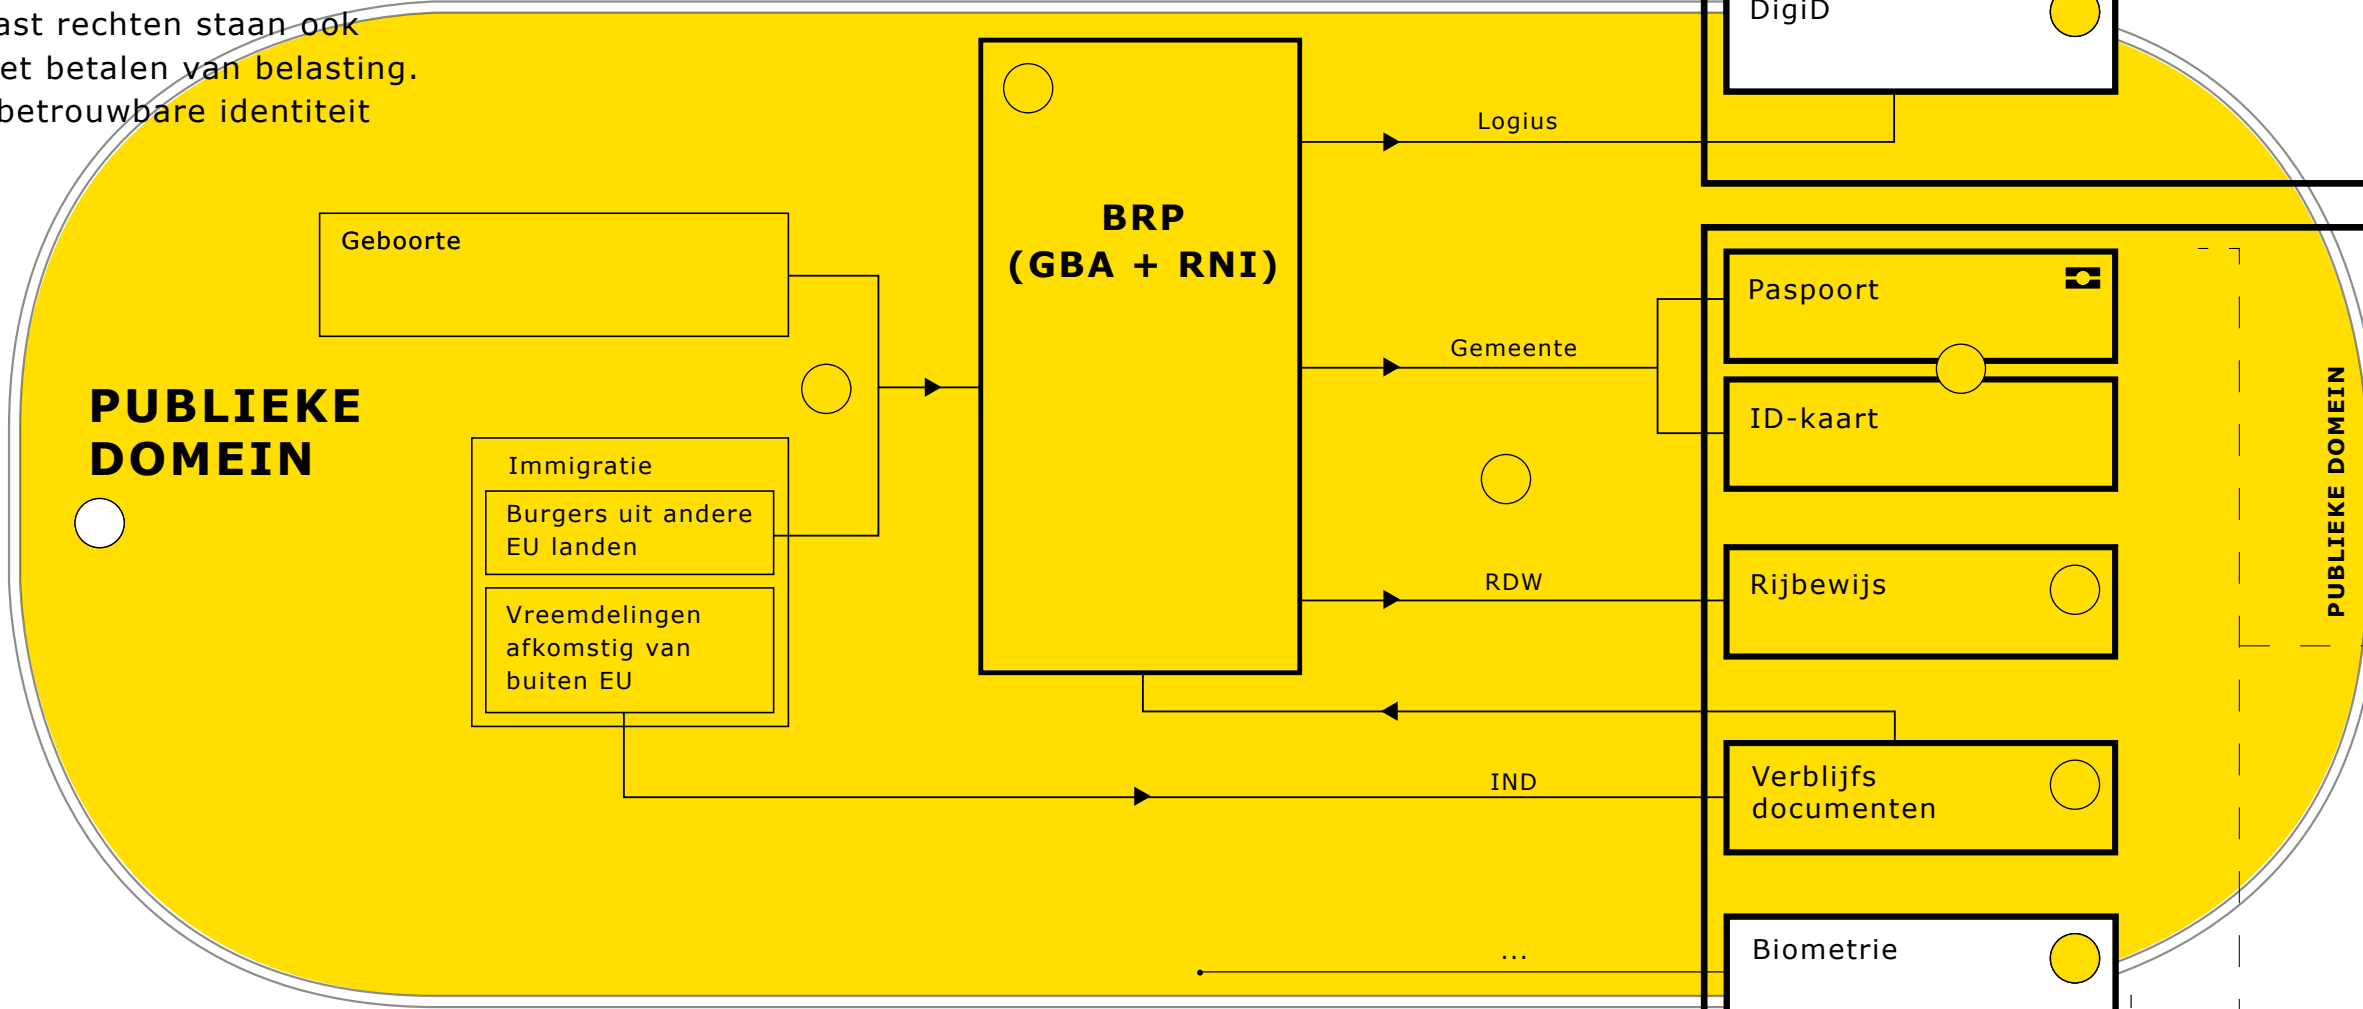 ast rechten staan ook
et betalen van belasting.
betrouwbare identiteit
DigiD
Logius
BRP
(GBA + RNI)
Geboorte
Paspoort
Gemeente
ID-kaart
PUBLIEKE
DOMEIN
PUBLIEKE DOMEIN
Immigratie
Burgers uit andere
EU landen
Vreemdelingen
afkomstig van
buiten EU
RDW
Rijbewijs
IND
Verblijfs
documenten
...
Biometrie